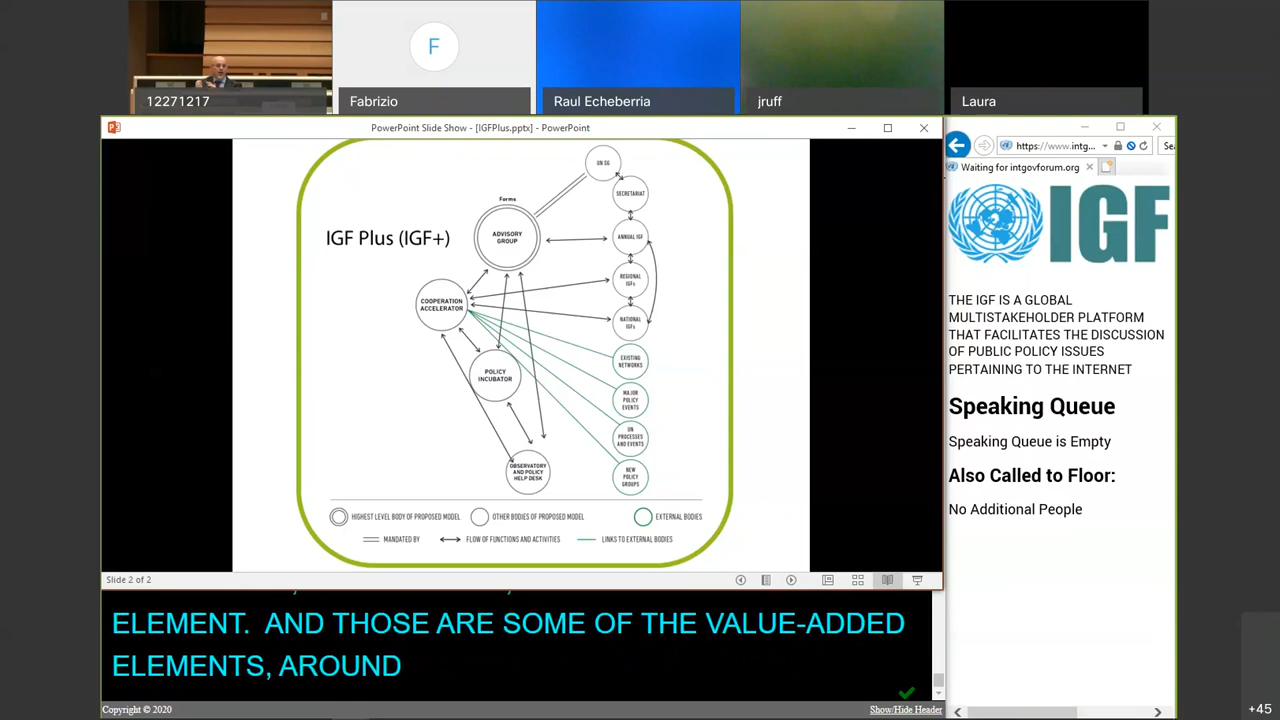 12271217
F
Fabrizio
Raul Echeberria
jruff
Laura
PowerPoint Slide Show - [IGFPlus.pptx] - PowerPoint
IGF Plus (IGF+)
Forms
ADVISORY
GROUP
UN SG
SECRETARIAT
ANNUAL IGF
REGIONAL
IGFs
NATIONAL
IGFs
COOPERATION
ACCELERATOR
POLICY
INCUBATOR
OBSERVATORY
AND POLICY
HELP DESK
EXISTING
NETWORKS
MAJOR
POLICY
EVENTS
UN
PROCESSES
AND EVENTS
NEW
POLICY
GROUPS
HIGHEST LEVEL BODY OF PROPOSED MODEL
OTHER BODIES OF PROPOSED MODEL
EXTERNAL BODIES
MANDATED BY
FLOW OF FUNCTIONS AND ACTIVITIES
LINKS TO EXTERNAL BODIES
Slide 2 of 2
ELEMENT. AND THOSE ARE SOME OF THE VALUE-ADDED
ELEMENTS, AROUND
Copyright © 2020
Show/Hide Header
https://www.intg...
Sea
Waiting for intgovforum.org
IGF
THE IGF IS A GLOBAL
MULTISTAKEHOLDER PLATFORM
THAT FACILITATES THE DISCUSSION
OF PUBLIC POLICY ISSUES
PERTAINING TO THE INTERNET
Speaking Queue
Speaking Queue is Empty
Also Called to Floor:
No Additional People
+45